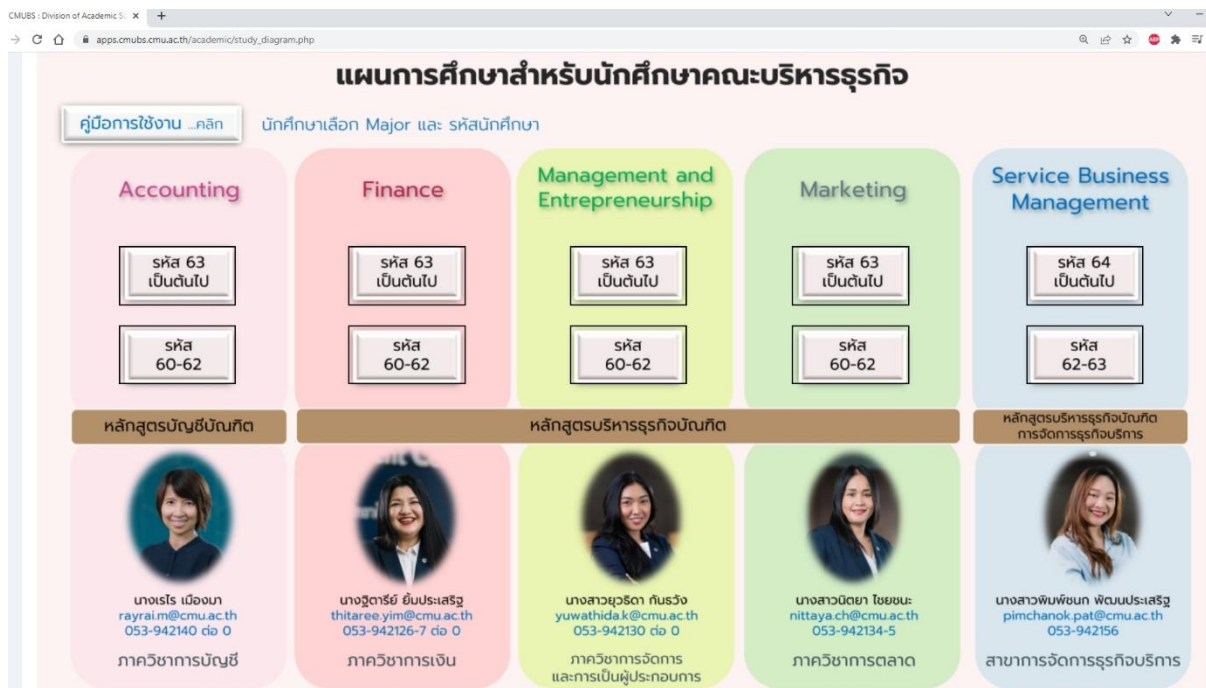 CMUBS : Division of Academic S
apps.cmubs.cmu.ac.th/academic/study_diagram.php
แผนการศึกษาสำหรับนักศึกษาคณะบริหารธุรกิจ
คู่มือการใช้งาน ...คลิก
นักศึกษาเลือก Major และ รหัสนักศึกษา
Accounting
รหัส 63
เป็นต้นไป
รหัส
60-62
Finance
รหัส 63
เป็นต้นไป
รหัส
60-62
Management and
Entrepreneurship
รหัส 63
เป็นต้นไป
รหัส
60-62
Marketing
รหัส 63
เป็นต้นไป
รหัส
60-62
Service Business
Management
รหัส 64
เป็นต้นไป
รหัส
62-63
หลักสูตรบัญชีบัณฑิต
หลักสูตรบริหารธุรกิจบัณฑิต
หลักสูตรบริหารธุรกิจบัณฑิต
การจัดการธุรกิจบริการ
นางเรไร เมืองมา
rayrai.m@cmu.ac.th
053-942140 ต่อ 0
ภาควิชาการบัญชี
นางฐิตารีย์ ยิ้มประเสริฐ
thitaree.yim@cmu.ac.th
053-942126-7 ต่อ 0
ภาควิชาการเงิน
นางสาวยุวธิดา กันธวัง
yuwathida.k@cmu.ac.th
053-942130 ต่อ 0
ภาควิชาการจัดการ
และการเป็นผู้ประกอบการ
นางสาวนิตยา ไชยชนะ
nittaya.ch@cmu.ac.th
053-942134-5
ภาควิชาการตลาด
นางสาวพิมพ์ชนก พัฒนประเสริฐ
pimchanok.pat@cmu.ac.th
053-942156
สาขาการจัดการธุรกิจบริการ